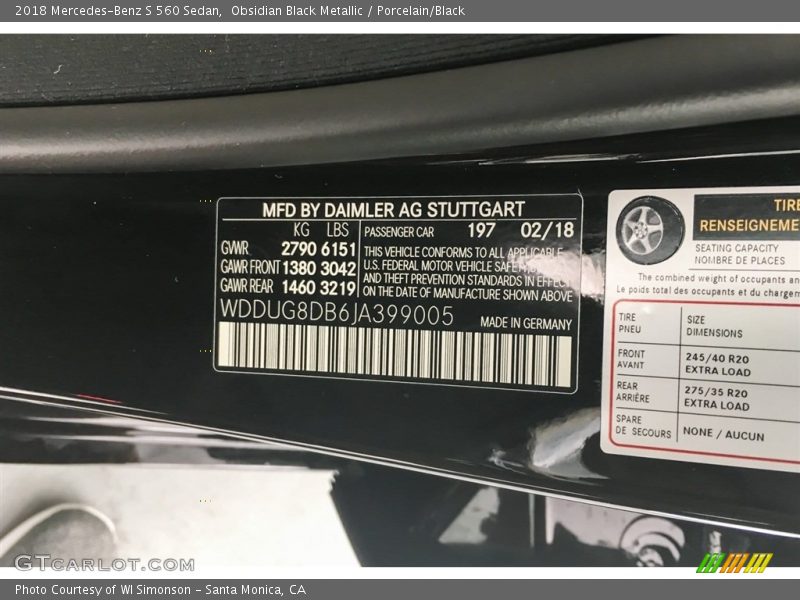 2018 Mercedes-Benz S 560 Sedan,  Obsidian Black Metallic / Porcelain/Black
MFD BY DAIMLER AG STUTTGART
KG LBS
GVWR 2790 6151
GAWR FRONT 1380 3042
GAWR REAR 1460 3219
PASSENGER CAR 197 02/18
THIS VEHICLE CONFORMS TO ALL APPLICABLE
U.S. FEDERAL MOTOR VEHICLE SAFETY
AND THEFT PREVENTION STANDARDS IN EFFECT
ON THE DATE OF MANUFACTURE SHOWN ABOVE
WDDUG8DB6JA399005
MADE IN GERMANY
TIRE
RENSEIGNEME
SEATING CAPACITY
NOMBRE DE PLACES
The combined weight of occupants an
Le poids total des occupants et du chargem
TIRE
PNEU
SIZE
DIMENSIONS
FRONT
AVANT
245/40 R20
EXTRA LOAD
REAR
ARRIÈRE
275/35 R20
EXTRA LOAD
SPARE
DE SECOURS
NONE / AUCUN
GTCARLOT.COM
Photo Courtesy of WI Simonson - Santa Monica, CA